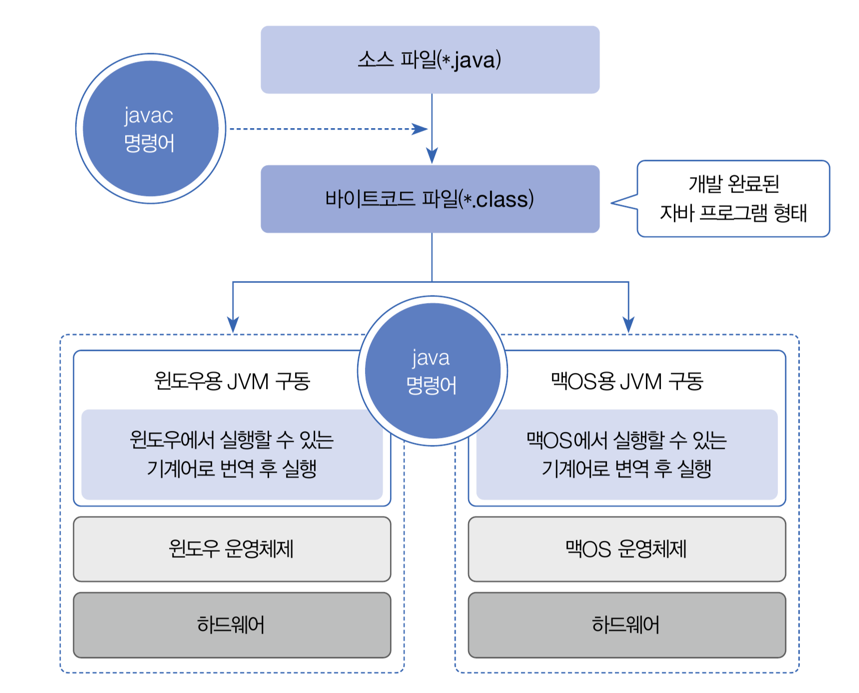 소스 파일(*.java)
javac
명령어
바이트코드 파일(*.class)
개발 완료된
자바 프로그램 형태
java
명령어
윈도우용 JVM 구동
윈도우에서 실행할 수 있는
기계어로 번역 후 실행
윈도우 운영체제
하드웨어
맥OS용 JVM 구동
맥OS에서 실행할 수 있는
기계어로 변역 후 실행
맥OS 운영체제
하드웨어